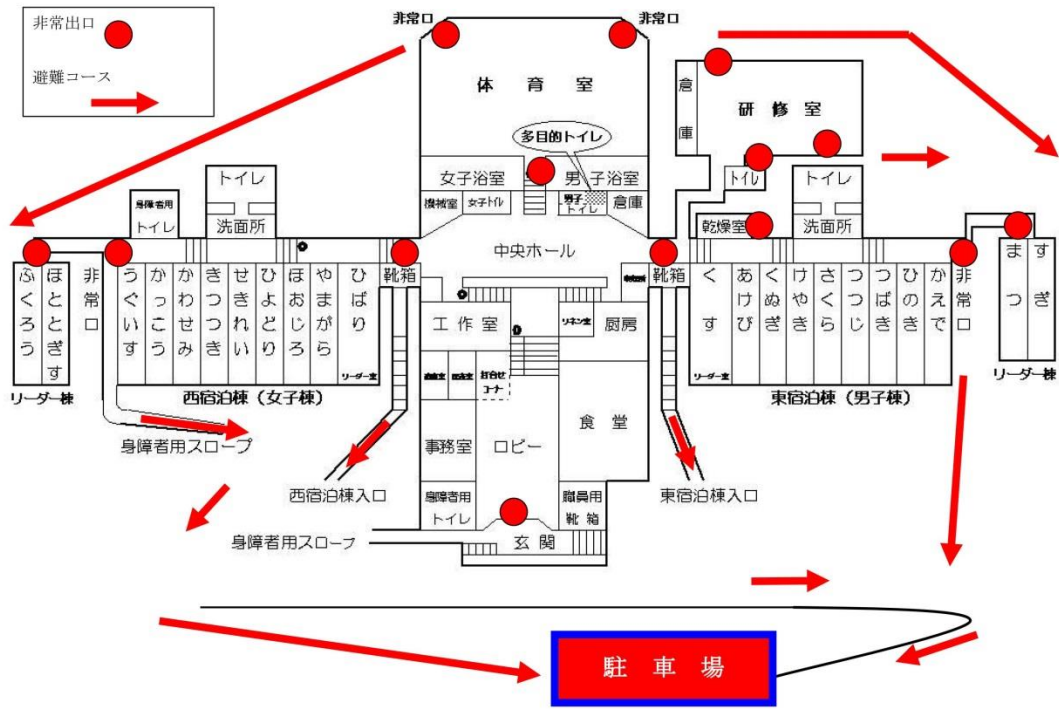 非常出口
避難コース
非常口
非常口
体育室
倉庫
研修室
多目的トイレ
女子浴室
男子浴室
機械室
女子トイレ
男子トイレ
倉庫
トイレ
トイレ
トイレ
身障者用
トイレ
洗面所
乾燥室
洗面所
中央ホール
靴箱
靴箱
ふくろう
ほととぎす
非常口
うぐいす
かっこう
かわせみ
きつつき
せきれい
ひよどり
ほおじろ
やまがら
ひばり
リーダー室
くす
リーダー室
あけび
くぬぎ
けやき
さくら
つつじ
つばき
ひのき
かえで
非常口
まつ
すぎ
リーダー棟
西宿泊棟(女子棟)
東宿泊棟(男子棟)
リーダー棟
工作室
リネン室
厨房
打合せ
コーナー
食堂
事務室
ロビー
身障者用スロープ
西宿泊棟入口
東宿泊棟入口
身障者用
トイレ
職員用
靴箱
身障者用スロープ
玄関
駐車場